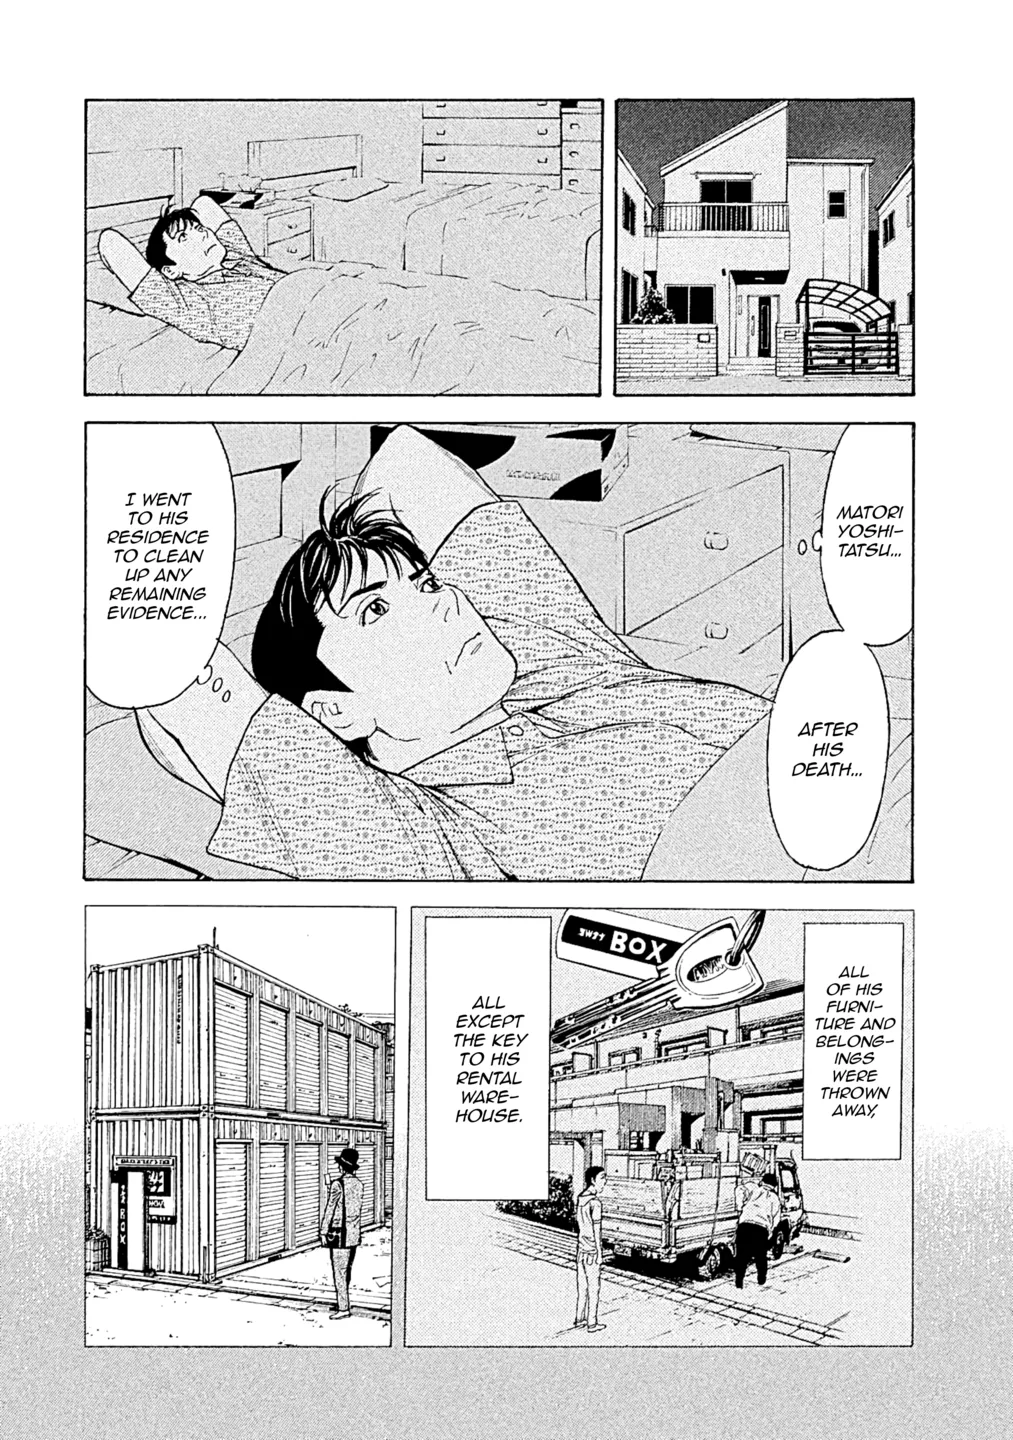 MATORI
YOSHI-
TATSU...
AFTER
HIS
DEATH...
I WENT
TO HIS
RESIDENCE
TO CLEAN
UP ANY
REMAINING
EVIDENCE...
ALL
OF HIS
FURNI-
TURE AND
BELONG-
INGS
WERE
THROWN
AWAY,
BOX
ALL
EXCEPT
THE KEY
TO HIS
RENTAL
WARE-
HOUSE.
BOX